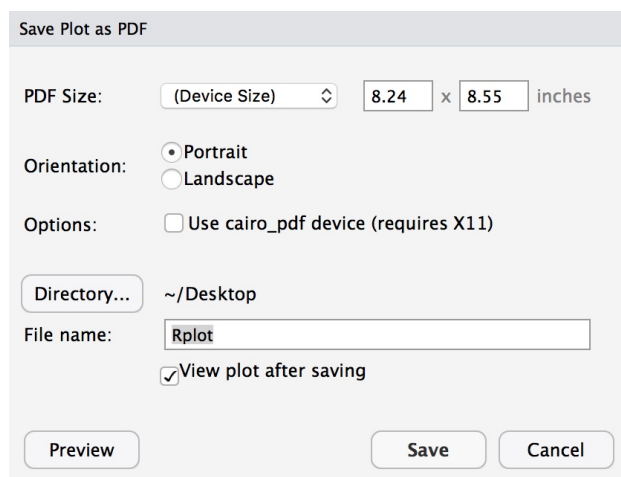 Save Plot as PDF
PDF Size: (Device Size) 8.24 x 8.55 inches
Orientation: Portrait
Landscape
Options: Use cairo_pdf device (requires X11)
Directory... ~/Desktop
File name: Rplot
View plot after saving
Preview Save Cancel